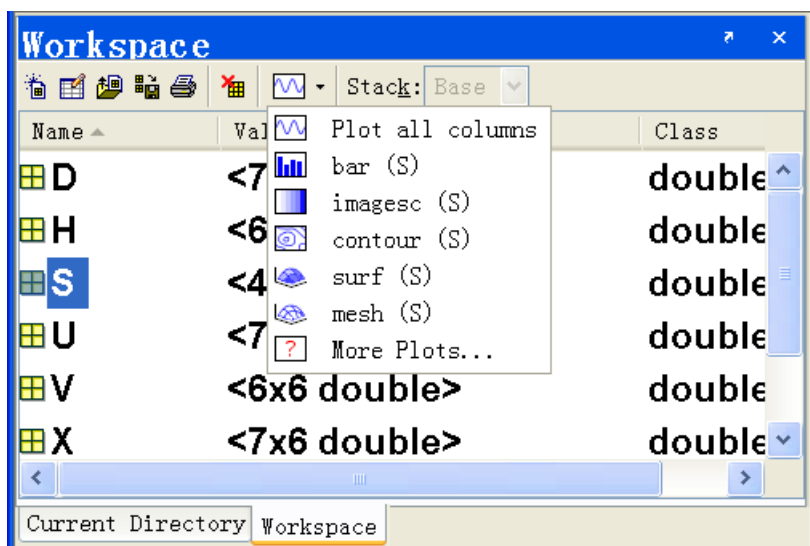 Workspace
Stack: Base
Name Val Class
Plot all columns
bar (S)
imagesc (S)
contour (S)
surf (S)
mesh (S)
More Plots...
D <7 double
H <6 double
S <4 double
U <7 double
V <6x6 double> double
X <7x6 double> double
Current Directory Workspace